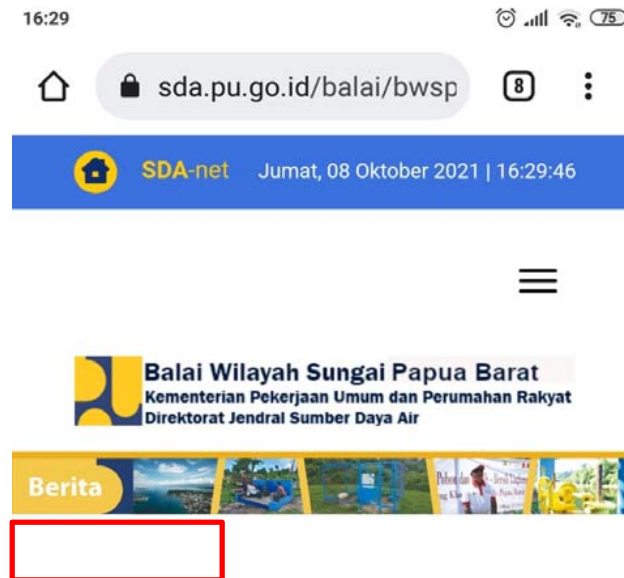 16:29
75
sda.pu.go.id/balai/bwsp
8
SDA-net Jumat, 08 Oktober 2021 | 16:29:46
Balai Wilayah Sungai Papua Barat
Kementerian Pekerjaan Umum dan Perumahan Rakyat
Direktorat Jendral Sumber Daya Air
Berita